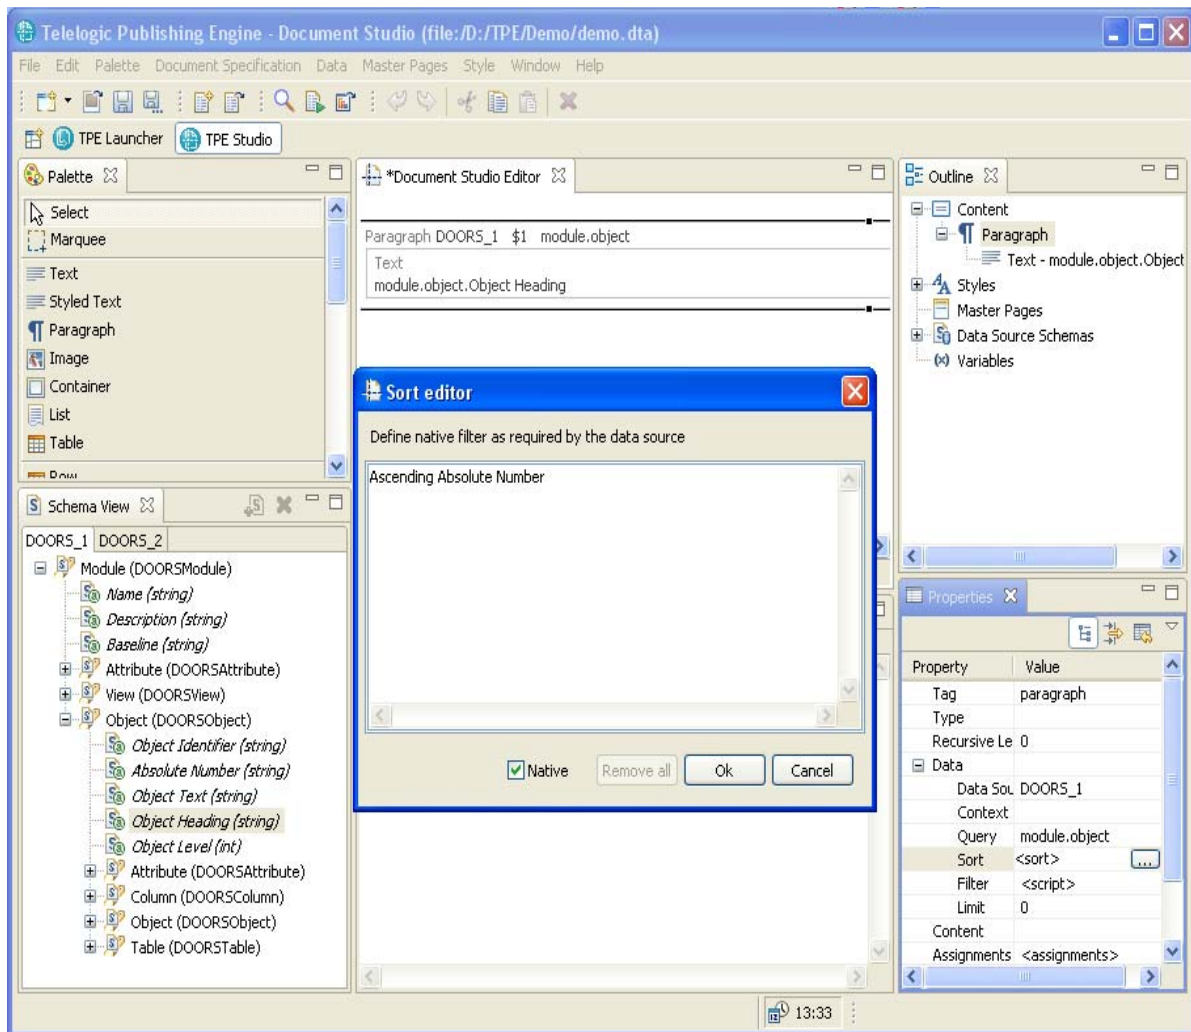 Telelogic Publishing Engine - Document Studio (file:/D:/TPE/Demo/demo.dta)
File Edit Palette Document Specification Data Master Pages Style Window Help
TPE Launcher TPE Studio
Palette
Select
Marquee
Text
Styled Text
Paragraph
Image
Container
List
Table
Row
*Document Studio Editor
Paragraph DOORS_1 $1 module.object
Text
module.object.Object Heading
Outline
Content
Paragraph
Text - module.object.Object
Styles
Master Pages
Data Source Schemas
(x) Variables
Sort editor
Define native filter as required by the data source
Ascending Absolute Number
Native Remove all Ok Cancel
Schema View
DOORS_1 DOORS_2
Module (DOORSModule)
Name (string)
Description (string)
Baseline (string)
Attribute (DOORSAttribute)
View (DOORSView)
Object (DOORSObject)
Object Identifier (string)
Absolute Number (string)
Object Text (string)
Object Heading (string)
Object Level (int)
Attribute (DOORSAttribute)
Column (DOORSColumn)
Object (DOORSObject)
Table (DOORSTable)
Properties
Property Value
Tag paragraph
Type
Recursive Le 0
Data
Data Sou DOORS_1
Context
Query module.object
Sort <sort> ...
Filter <script>
Limit 0
Content
Assignments <assignments>
13:33